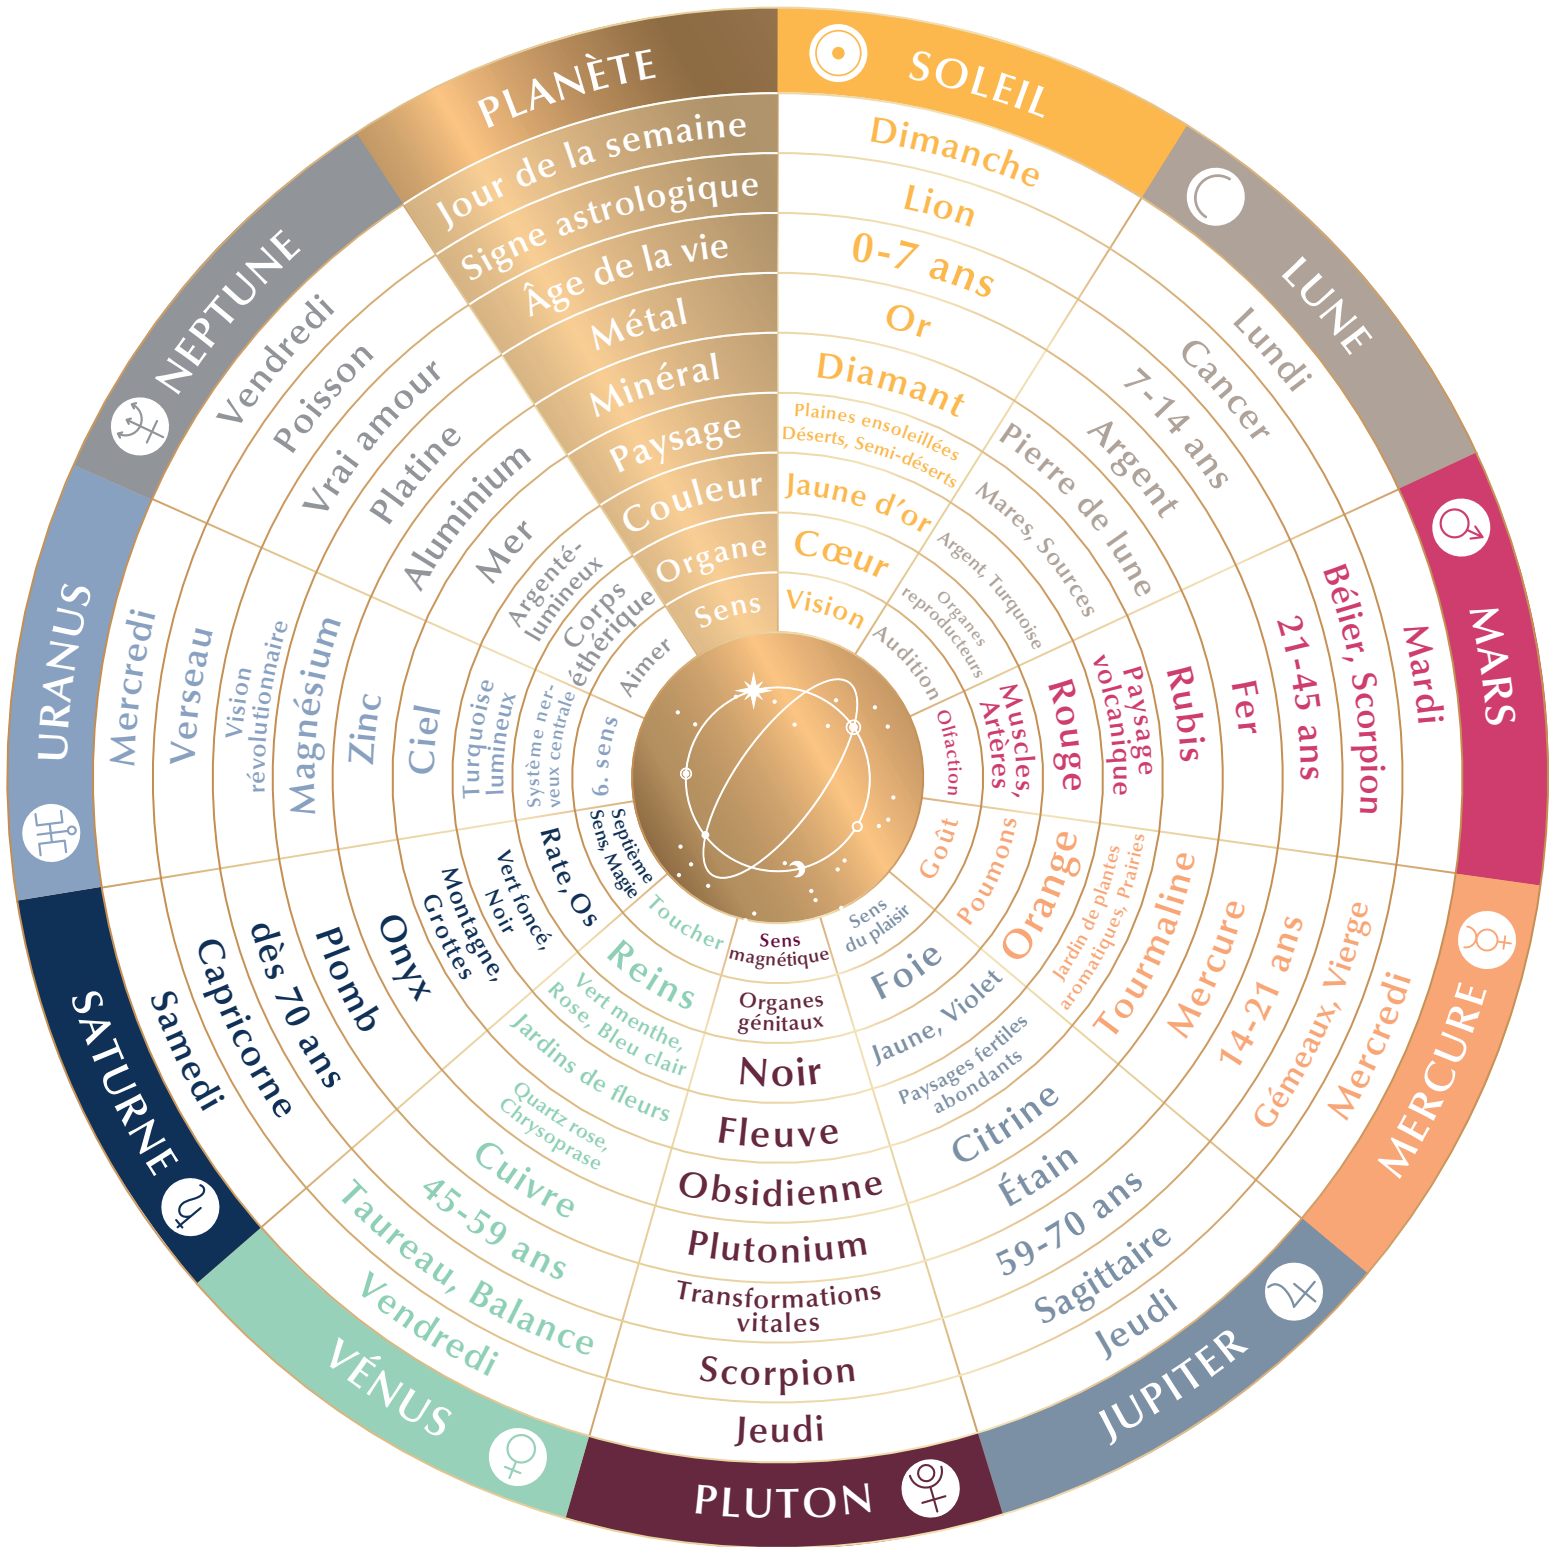 PLANÈTE
Jour de la semaine
Signe astrologique
Âge de la vie
Métal
Minéral
Paysage
Couleur
Organe
Sens
SOLEIL
Dimanche
Lion
0-7 ans
Or
Diamant
Plaines ensoleillées
Déserts, Semi-déserts
Jaune d’or
Cœur
Vision
LUNE
Lundi
Cancer
7-14 ans
Argent
Pierre de lune
Mares, Sources
Argent, Turquoise
Organes
reproducteurs
Audition
MARS
Mardi
Bélier, Scorpion
21-45 ans
Fer
Rubis
Paysage
volcanique
Rouge
Muscles,
Artères
Olfaction
MERCURE
Mercredi
Gémeaux, Vierge
14-21 ans
Mercure
Tourmaline
Jardin de plantes
aromatiques, Prairies
Orange
Poumons
Goût
JUPITER
Jeudi
Sagittaire
59-70 ans
Étain
Citrine
Paysages fertiles
abondants
Jaune, Violet
Foie
Sens
du plaisir
PLUTON
Jeudi
Scorpion
Transformations
vitales
Plutonium
Obsidienne
Fleuve
Noir
Organes
génitaux
Sens
magnétique
VÉNUS
Vendredi
Taureau, Balance
45-59 ans
Cuivre
Quartz rose,
Chrysoprase
Jardins de fleurs
Vert menthe,
Rose, Bleu clair
Reins
Toucher
SATURNE
Samedi
Capricorne
dès 70 ans
Plomb
Onyx
Montagne,
Grottes
Vert foncé,
Noir
Rate, Os
Septième
Sens, Magie
URANUS
Mercredi
Verseau
Vision
révolutionnaire
Magnésium
Zinc
Ciel
Turquoise
lumineux
Système ner-
veux centrale
6. sens
NEPTUNE
Vendredi
Poisson
Vrai amour
Platine
Aluminium
Mer
Argenté-
lumineux
Corps
éthérique
Aimer